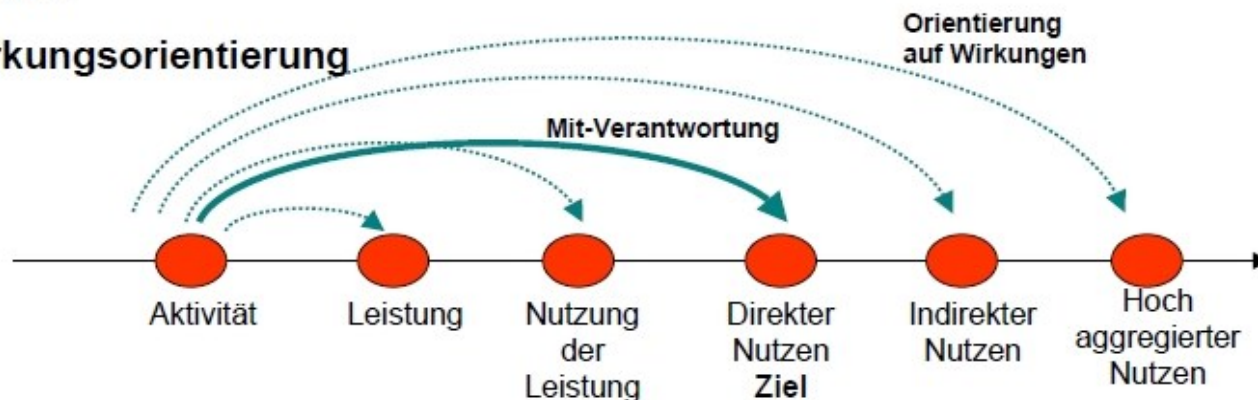 rkungsorientierung
Orientierung
auf Wirkungen
Mit-Verantwortung
Aktivität
Leistung
Nutzung
der
Leistung
Direkter
Nutzen
Ziel
Indirekter
Nutzen
Hoch
aggregierter
Nutzen